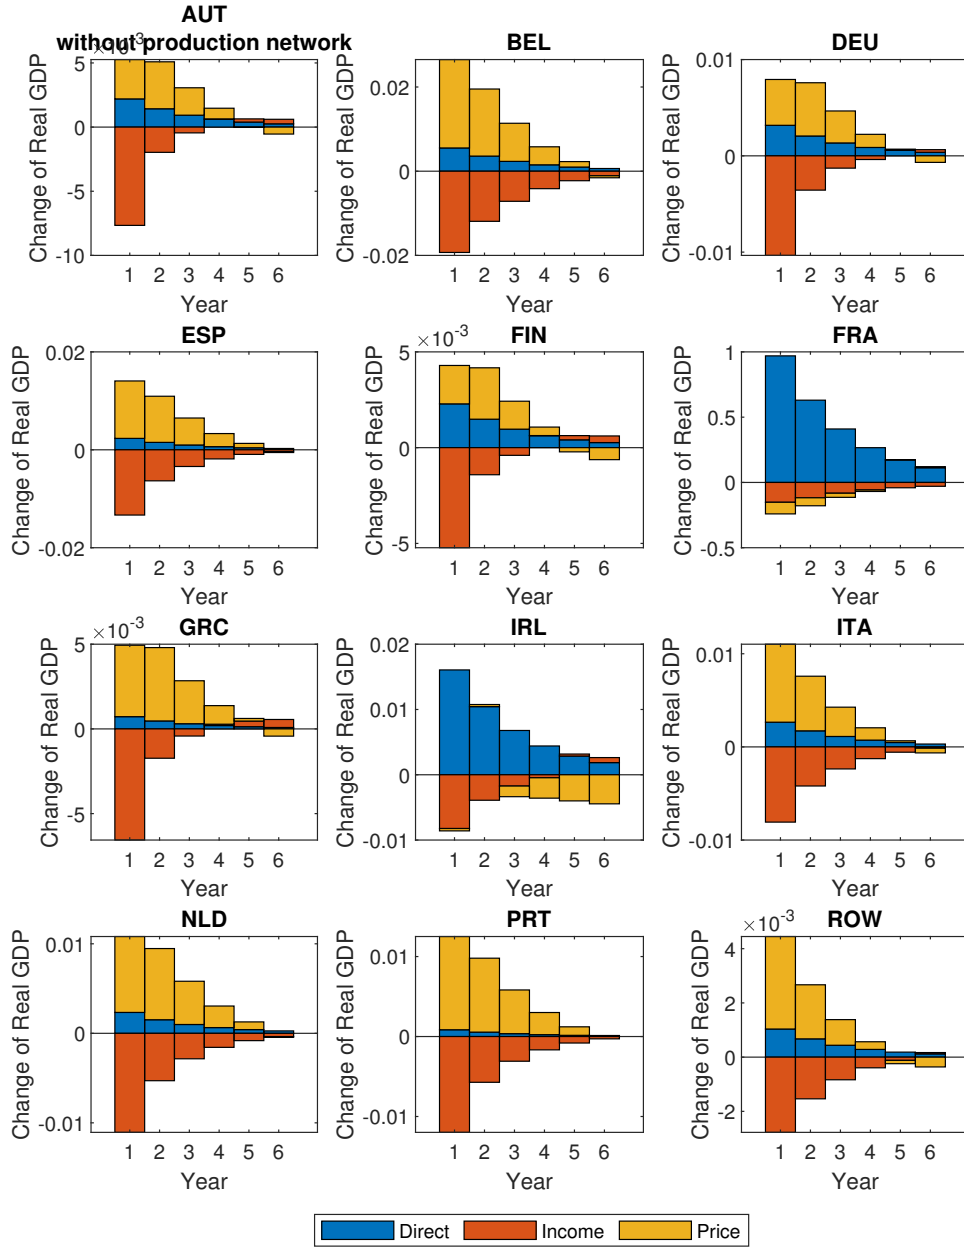 AUT
without production network
×10^-3
5
0
-5
-10
Change of Real GDP
1 2 3 4 5 6
Year
BEL
0.02
0
-0.02
Change of Real GDP
1 2 3 4 5 6
Year
DEU
0.01
0
-0.01
Change of Real GDP
1 2 3 4 5 6
Year
ESP
0.02
0
-0.02
Change of Real GDP
1 2 3 4 5 6
Year
FIN
×10^-3
5
0
-5
Change of Real GDP
1 2 3 4 5 6
Year
FRA
1
0.5
0
-0.5
Change of Real GDP
1 2 3 4 5 6
Year
GRC
×10^-3
5
0
-5
Change of Real GDP
1 2 3 4 5 6
Year
IRL
0.02
0.01
0
-0.01
Change of Real GDP
1 2 3 4 5 6
Year
ITA
0.01
0
-0.01
Change of Real GDP
1 2 3 4 5 6
Year
NLD
0.01
0
-0.01
Change of Real GDP
1 2 3 4 5 6
Year
PRT
0.01
0
-0.01
Change of Real GDP
1 2 3 4 5 6
Year
ROW
×10^-3
4
2
0
-2
Change of Real GDP
1 2 3 4 5 6
Year
Direct Income Price